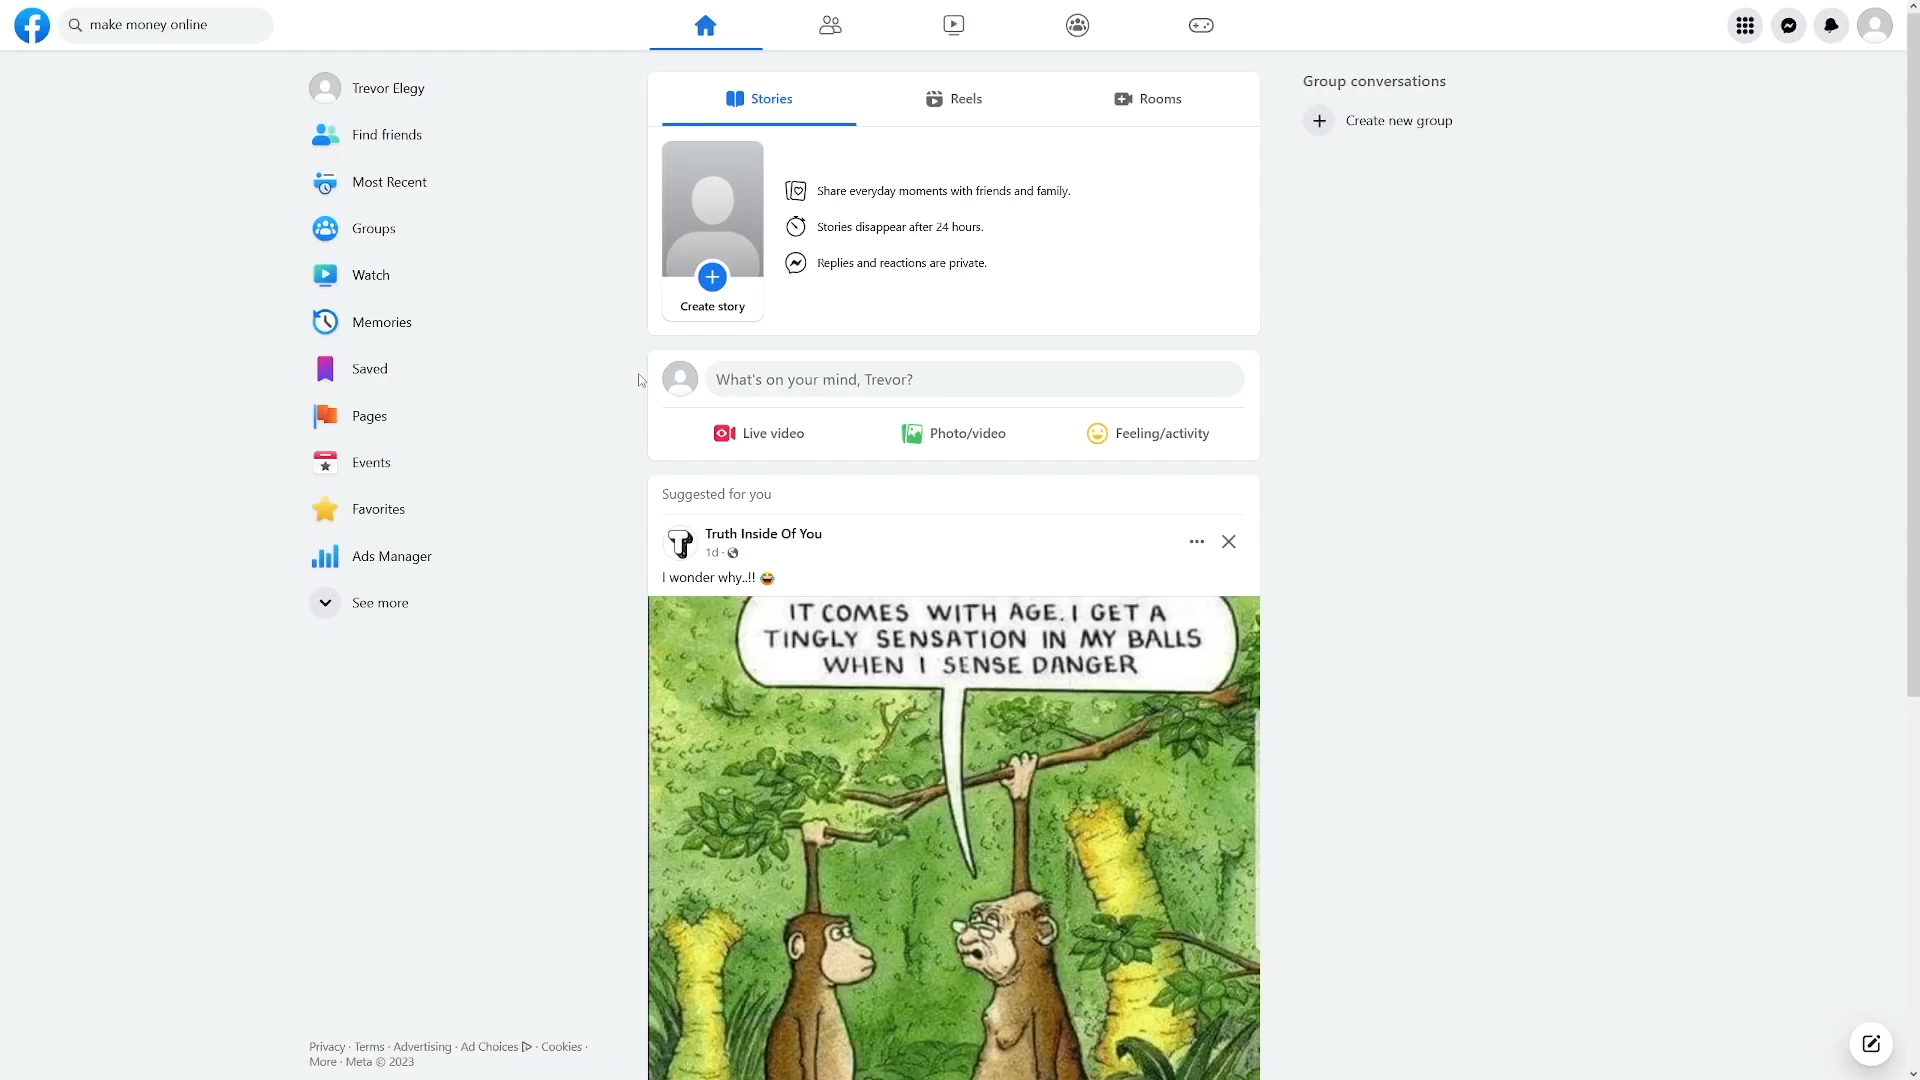 make money online
Trevor Elegy
Find friends
Most Recent
Groups
Watch
Memories
Saved
Pages
Events
Favorites
Ads Manager
See more
Privacy · Terms · Advertising · Ad Choices · Cookies ·
More · Meta © 2023
Stories
Reels
Rooms
Create story
Share everyday moments with friends and family.
Stories disappear after 24 hours.
Replies and reactions are private.
What's on your mind, Trevor?
Live video
Photo/video
Feeling/activity
Suggested for you
Truth Inside Of You
1d ·
I wonder why..!! 😂
IT COMES WITH AGE. I GET A
TINGLY SENSATION IN MY BALLS
WHEN I SENSE DANGER
Group conversations
Create new group